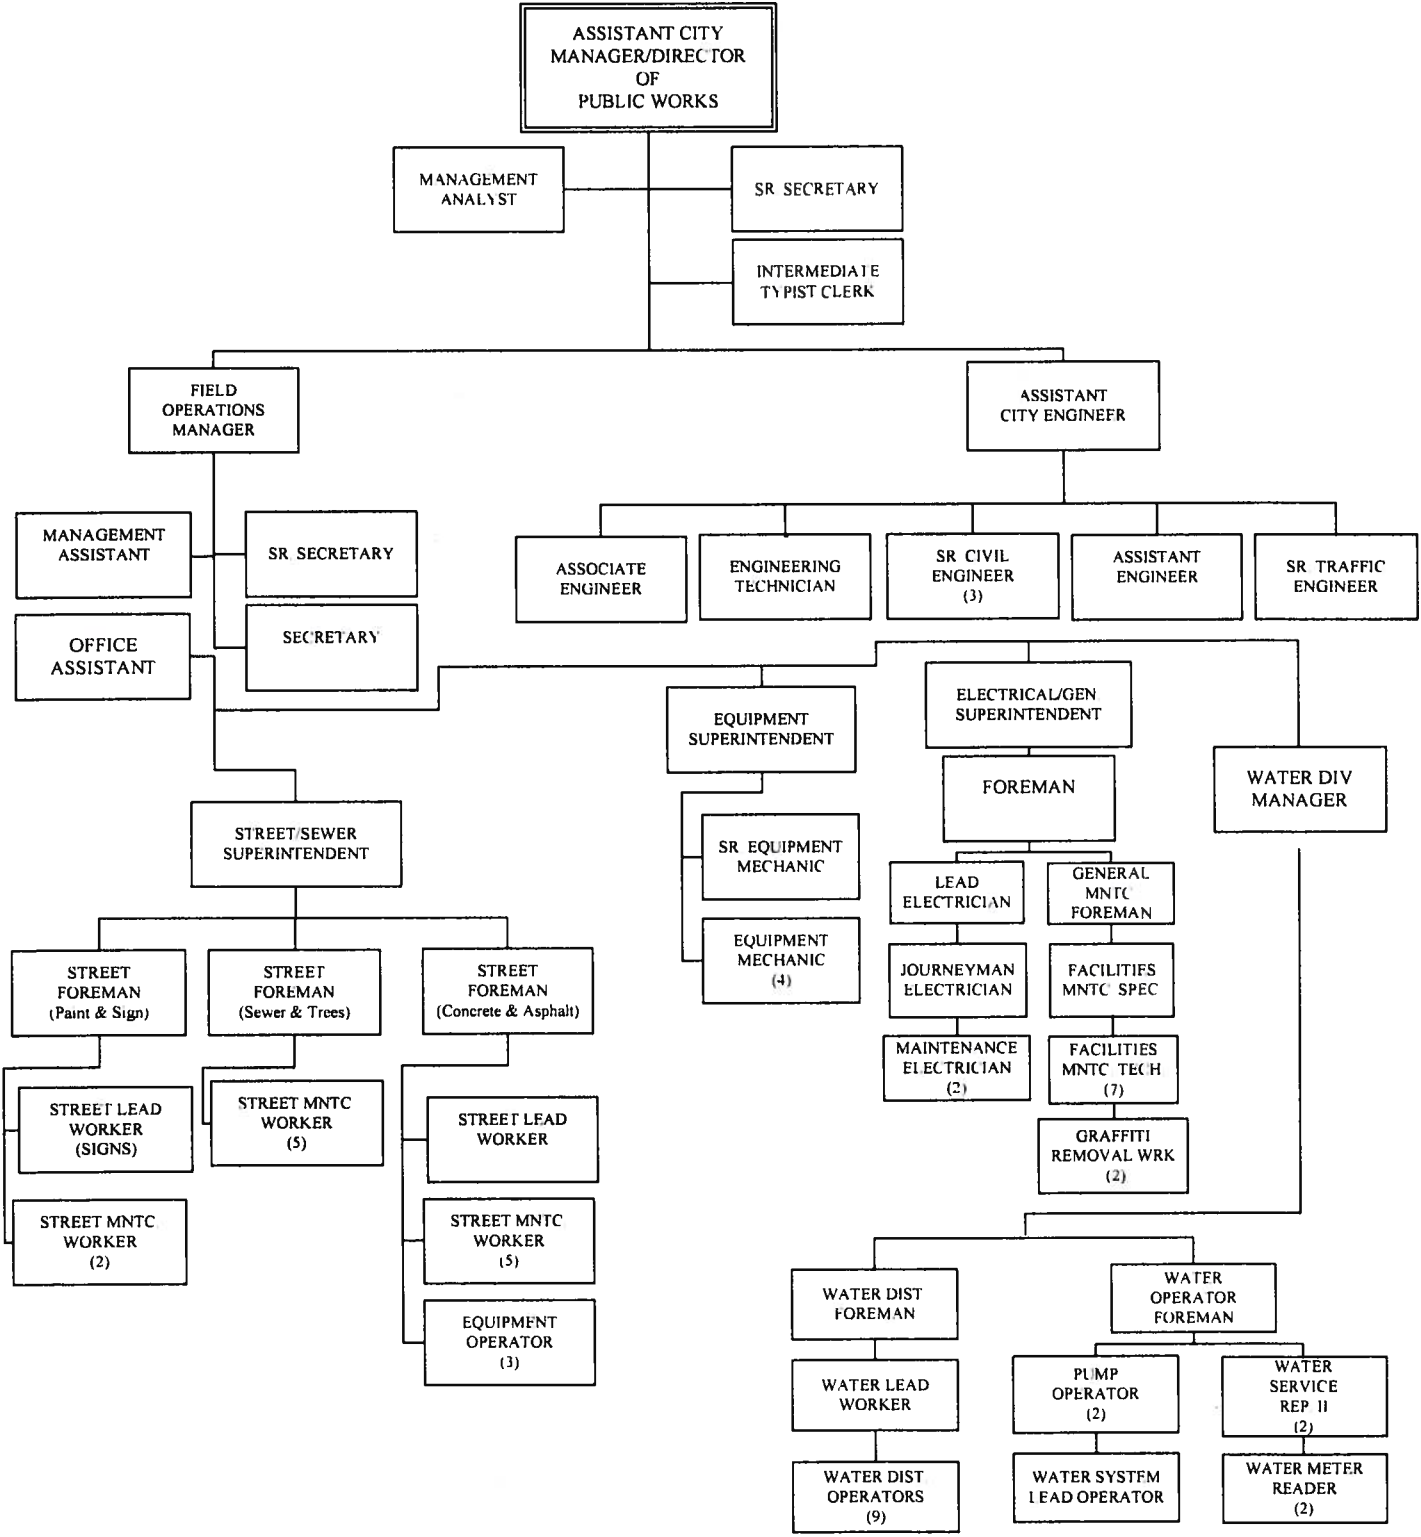 ASSISTANT CITY
MANAGER/DIRECTOR
OF
PUBLIC WORKS
MANAGEMENT
ANALYST
SR SECRETARY
INTERMEDIATE
TYPIST CLERK
FIELD
OPERATIONS
MANAGER
ASSISTANT
CITY ENGINEER
MANAGEMENT
ASSISTANT
SR SECRETARY
OFFICE
ASSISTANT
SECRETARY
ASSOCIATE
ENGINEER
ENGINEERING
TECHNICIAN
SR CIVIL
ENGINEER
(3)
ASSISTANT
ENGINEER
SR TRAFFIC
ENGINEER
EQUIPMENT
SUPERINTENDENT
ELECTRICAL/GEN
SUPERINTENDENT
WATER DIV
MANAGER
FOREMAN
STREET/SEWER
SUPERINTENDENT
SR EQUIPMENT
MECHANIC
EQUIPMENT
MECHANIC
(4)
LEAD
ELECTRICIAN
GENERAL
MNTC
FOREMAN
JOURNEYMAN
ELECTRICIAN
FACILITIES
MNTC SPEC
MAINTENANCE
ELECTRICIAN
(2)
FACILITIES
MNTC TECH
(7)
GRAFFITI
REMOVAL WRK
(2)
STREET
FOREMAN
(Paint & Sign)
STREET
FOREMAN
(Sewer & Trees)
STREET
FOREMAN
(Concrete & Asphalt)
STREET LEAD
WORKER
(SIGNS)
STREET MNTC
WORKER
(5)
STREET LEAD
WORKER
STREET MNTC
WORKER
(2)
STREET MNTC
WORKER
(5)
EQUIPMENT
OPERATOR
(3)
WATER DIST
FOREMAN
WATER
OPERATOR
FOREMAN
WATER LEAD
WORKER
PUMP
OPERATOR
(2)
WATER
SERVICE
REP II
(2)
WATER DIST
OPERATORS
(9)
WATER SYSTEM
LEAD OPERATOR
WATER METER
READER
(2)